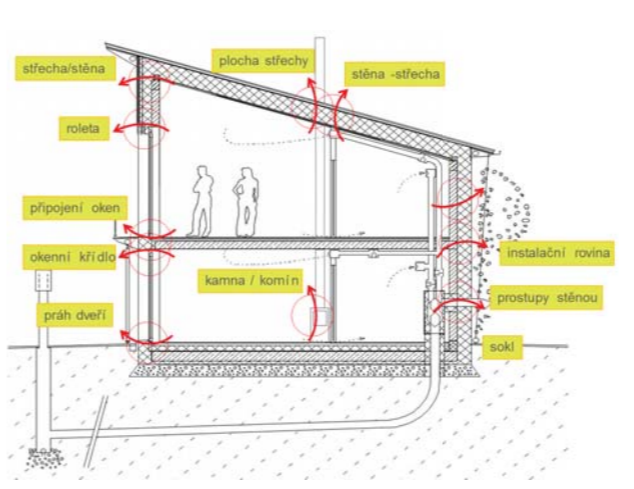 plocha střechy
střecha/stěna
stěna -střecha
roleta
připojení oken
okenní křídlo
instalační rovina
kamna / komín
prostupy stěnou
práh dveří
sokl